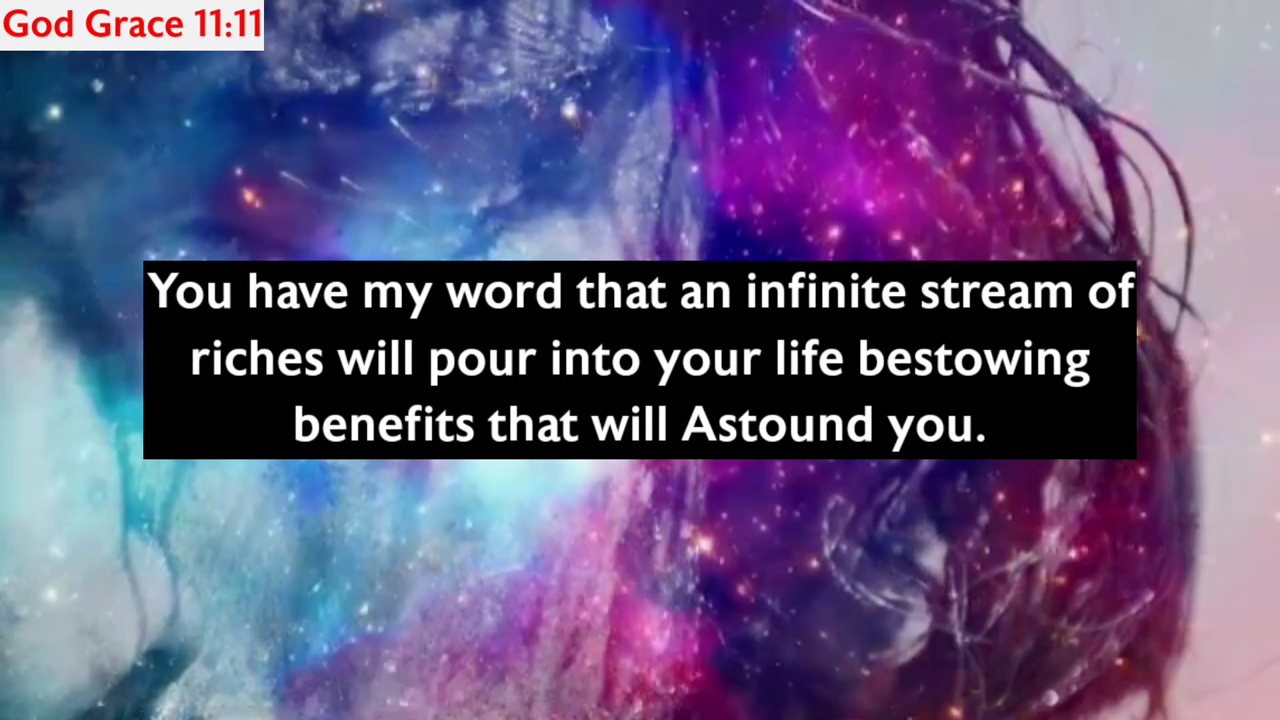 God Grace 11:11
You have my word that an infinite stream of
riches will pour into your life bestowing
benefits that will Astound you.